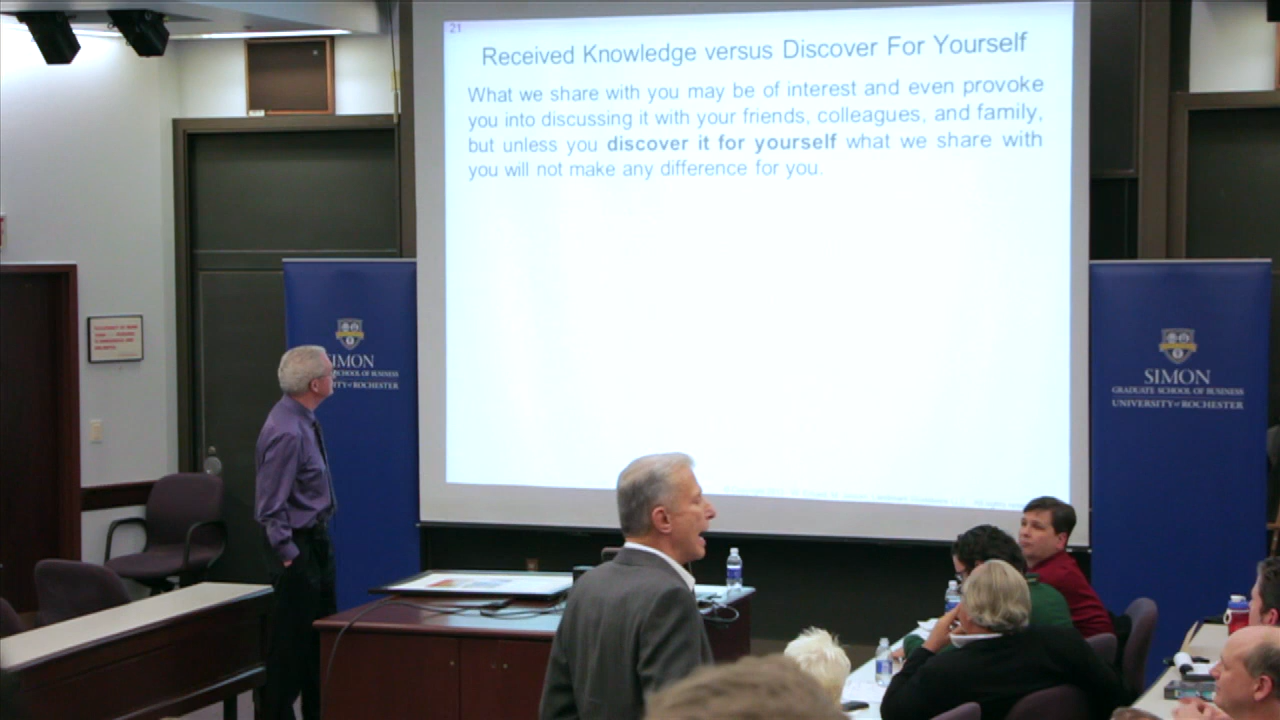 21
Received Knowledge versus Discover For Yourself
What we share with you may be of interest and even provoke
you into discussing it with your friends, colleagues, and family,
but unless you discover it for yourself what we share with
you will not make any difference for you.
SIMON
SCHOOL OF BUSINESS
UNIVERSITY of ROCHESTER
SIMON
GRADUATE SCHOOL OF BUSINESS
UNIVERSITY of ROCHESTER